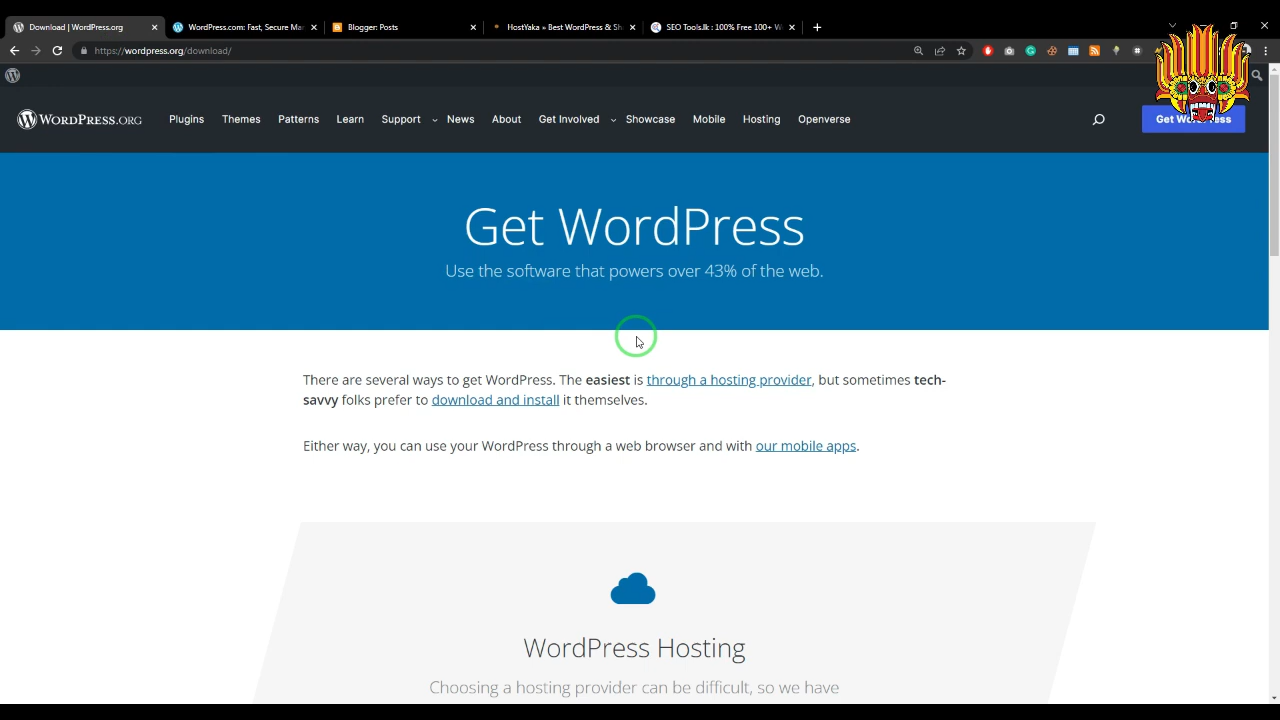 Download | WordPress.org
WordPress.com: Fast, Secure Ma
Blogger: Posts
HostYaka » Best WordPress & Sh
SEO Tools.lk : 100% Free 100+ W
https://wordpress.org/download/
WORDPRESS.ORG
Plugins
Themes
Patterns
Learn
Support
News
About
Get Involved
Showcase
Mobile
Hosting
Openverse
Get
Get WordPress
Use the software that powers over 43% of the web.
There are several ways to get WordPress. The easiest is through a hosting provider, but sometimes tech-
savvy folks prefer to download and install it themselves.
Either way, you can use your WordPress through a web browser and with our mobile apps.
WordPress Hosting
Choosing a hosting provider can be difficult, so we have